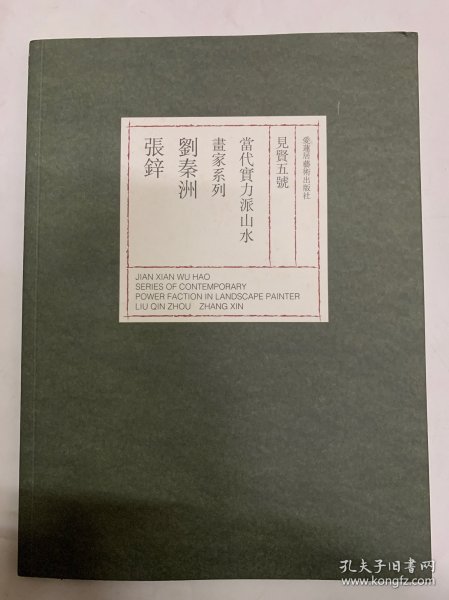 愛蓮居藝術出版社
見賢五號
當代實力派山水
畫家系列
劉秦洲
張鋅
JIAN XIAN WU HAO
SERIES OF CONTEMPORARY
POWER FACTION IN LANDSCAPE PAINTER
LIU QIN ZHOU ZHANG XIN
孔夫子旧书网
www.kongfz.com